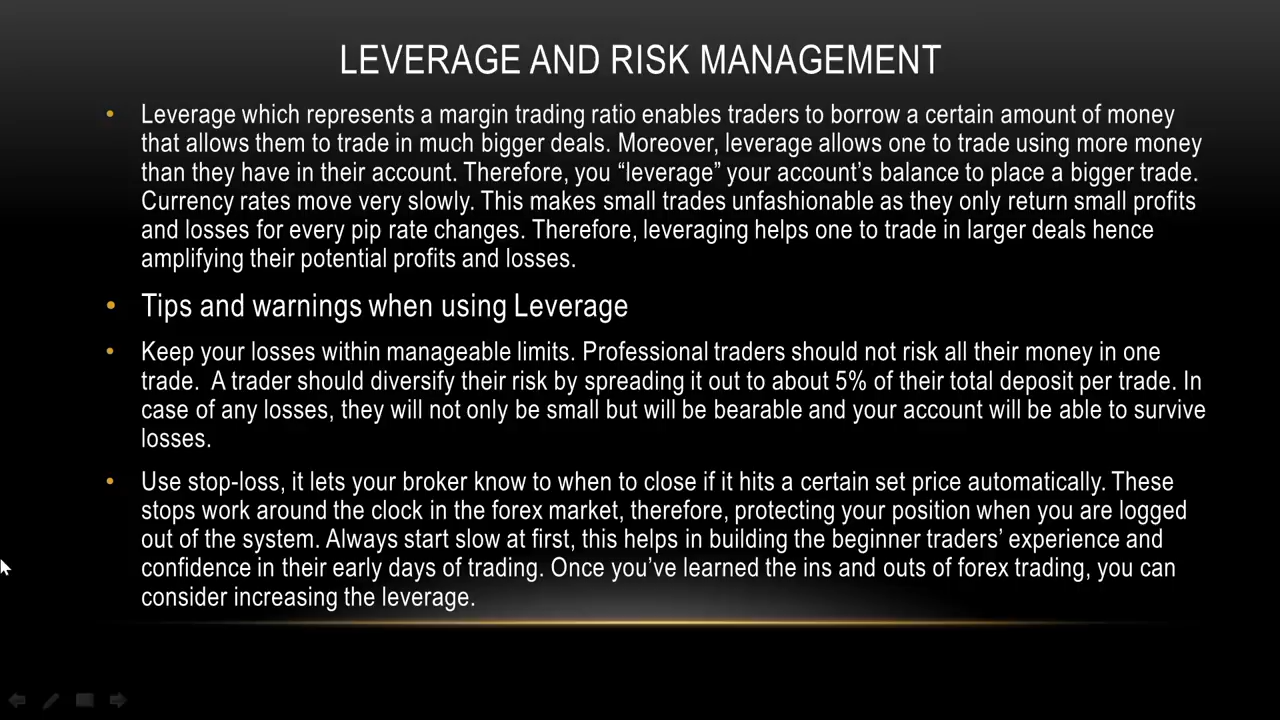 LEVERAGE AND RISK MANAGEMENT
• Leverage which represents a margin trading ratio enables traders to borrow a certain amount of money
that allows them to trade in much bigger deals. Moreover, leverage allows one to trade using more money
than they have in their account. Therefore, you “leverage” your account’s balance to place a bigger trade.
Currency rates move very slowly. This makes small trades unfashionable as they only return small profits
and losses for every pip rate changes. Therefore, leveraging helps one to trade in larger deals hence
amplifying their potential profits and losses.
• Tips and warnings when using Leverage
• Keep your losses within manageable limits. Professional traders should not risk all their money in one
trade.  A trader should diversify their risk by spreading it out to about 5% of their total deposit per trade. In
case of any losses, they will not only be small but will be bearable and your account will be able to survive
losses.
• Use stop-loss, it lets your broker know to when to close if it hits a certain set price automatically. These
stops work around the clock in the forex market, therefore, protecting your position when you are logged
out of the system. Always start slow at first, this helps in building the beginner traders’ experience and
confidence in their early days of trading. Once you’ve learned the ins and outs of forex trading, you can
consider increasing the leverage.